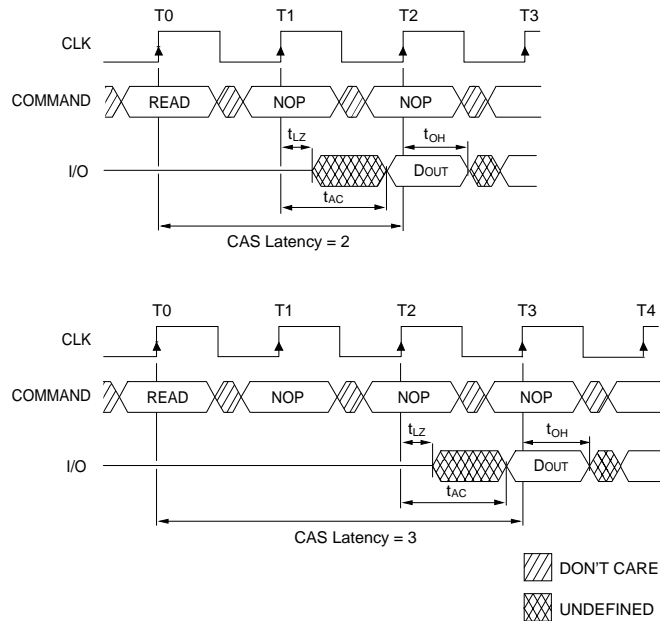 T0 T1 T2 T3
CLK
COMMAND READ NOP NOP
tLZ tOH
I/O DOUT
tAC
CAS Latency = 2
T0 T1 T2 T3 T4
CLK
COMMAND READ NOP NOP NOP
tLZ tOH
I/O DOUT
tAC
CAS Latency = 3
DON'T CARE
UNDEFINED